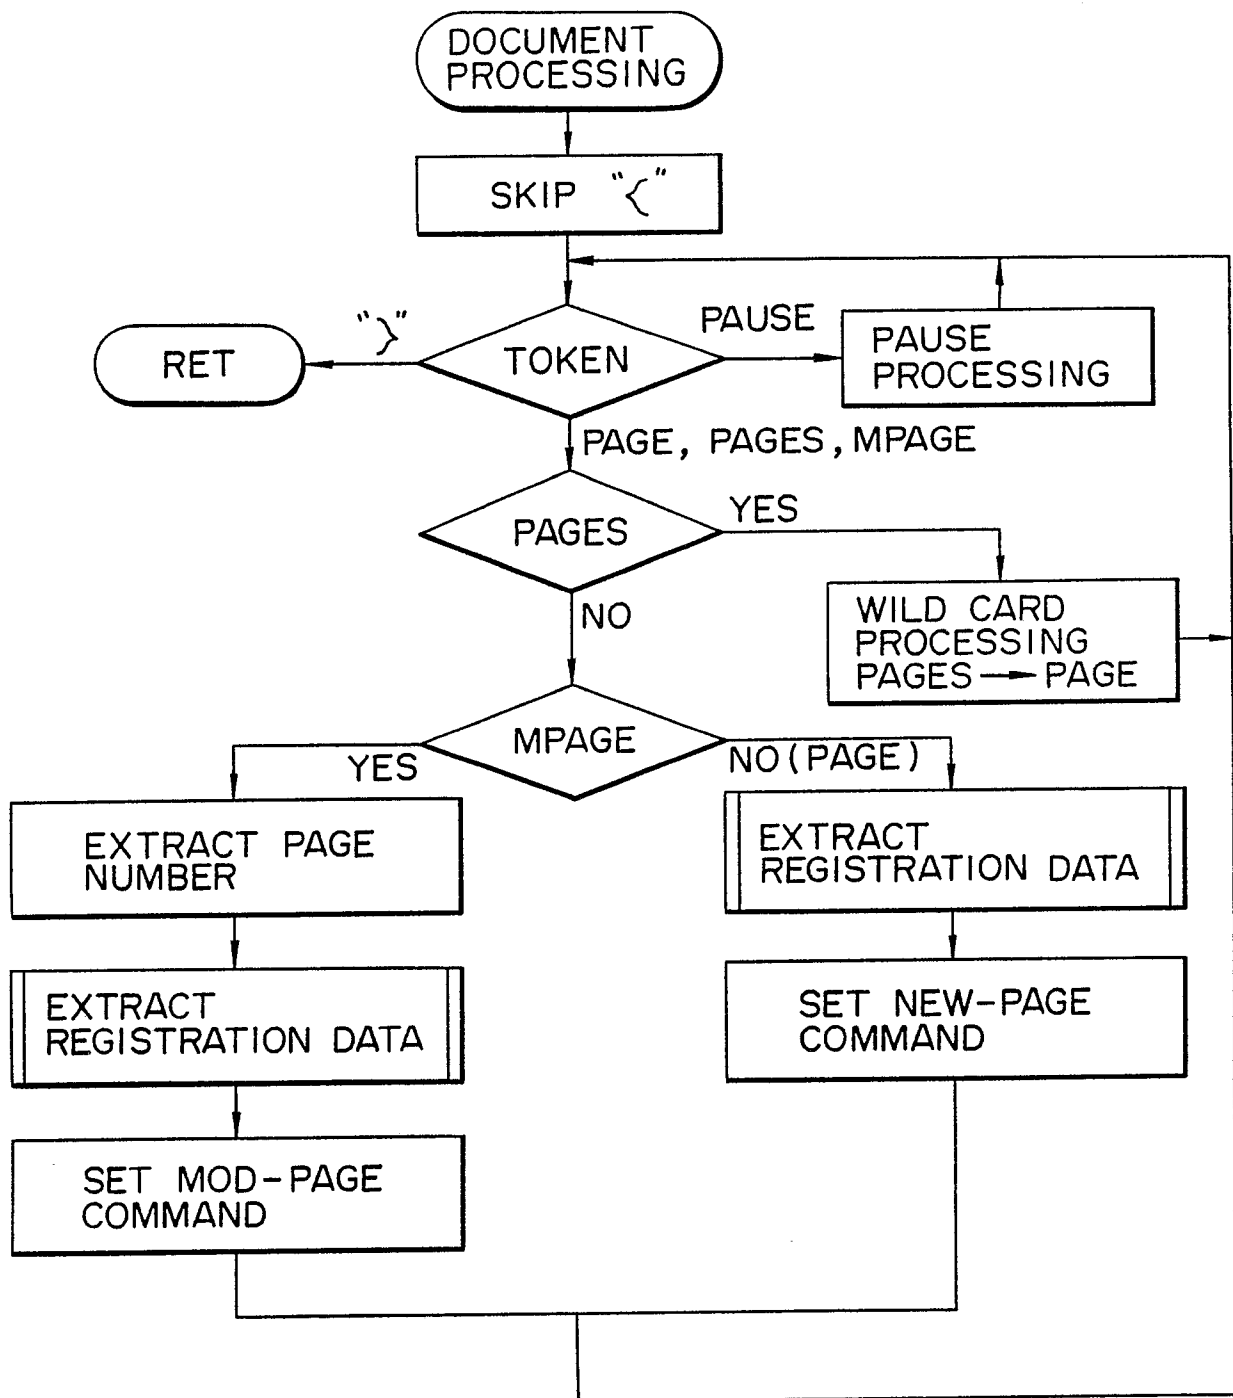 DOCUMENT
PROCESSING
SKIP "{"
"}"
PAUSE
RET
TOKEN
PAUSE
PROCESSING
PAGE, PAGES, MPAGE
PAGES
YES
NO
WILD CARD
PROCESSING
PAGES→PAGE
MPAGE
YES
NO(PAGE)
EXTRACT PAGE
NUMBER
EXTRACT
REGISTRATION DATA
EXTRACT
REGISTRATION DATA
SET NEW-PAGE
COMMAND
SET MOD-PAGE
COMMAND